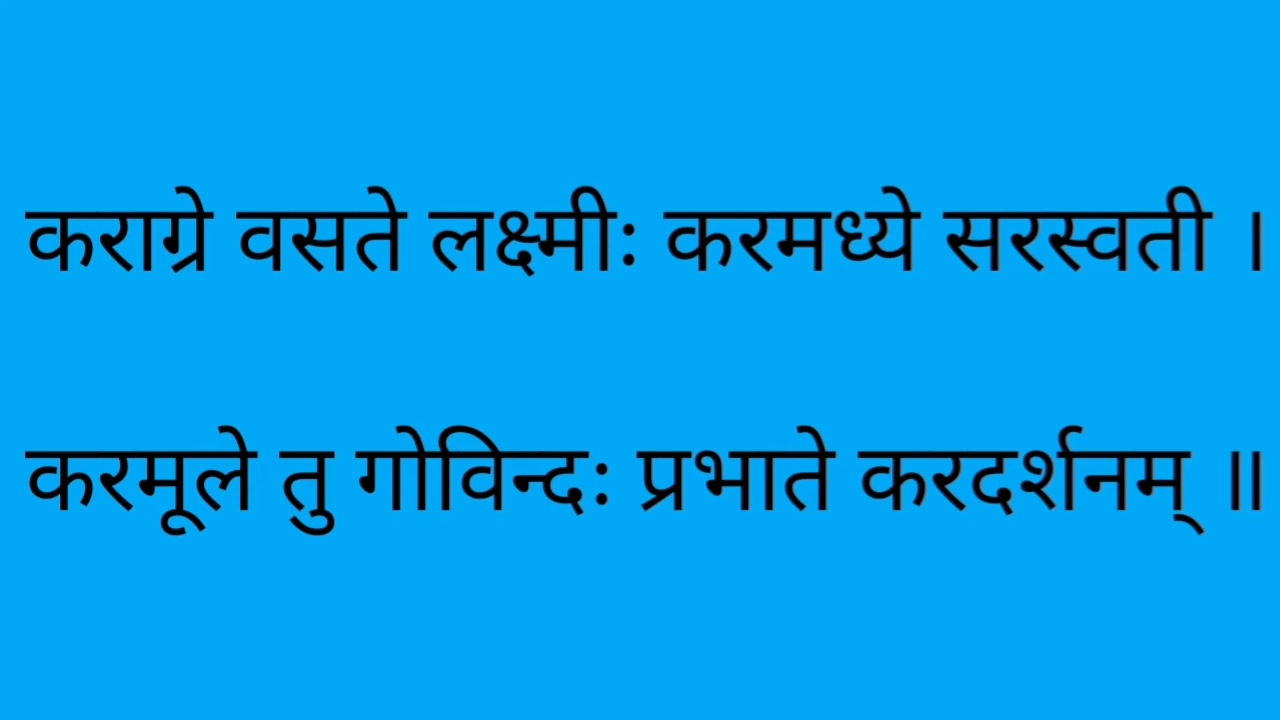 कराग्रे वसते लक्ष्मीः करमध्ये सरस्वती ।
करमूले तु गोविन्दः प्रभाते करदर्शनम् ॥